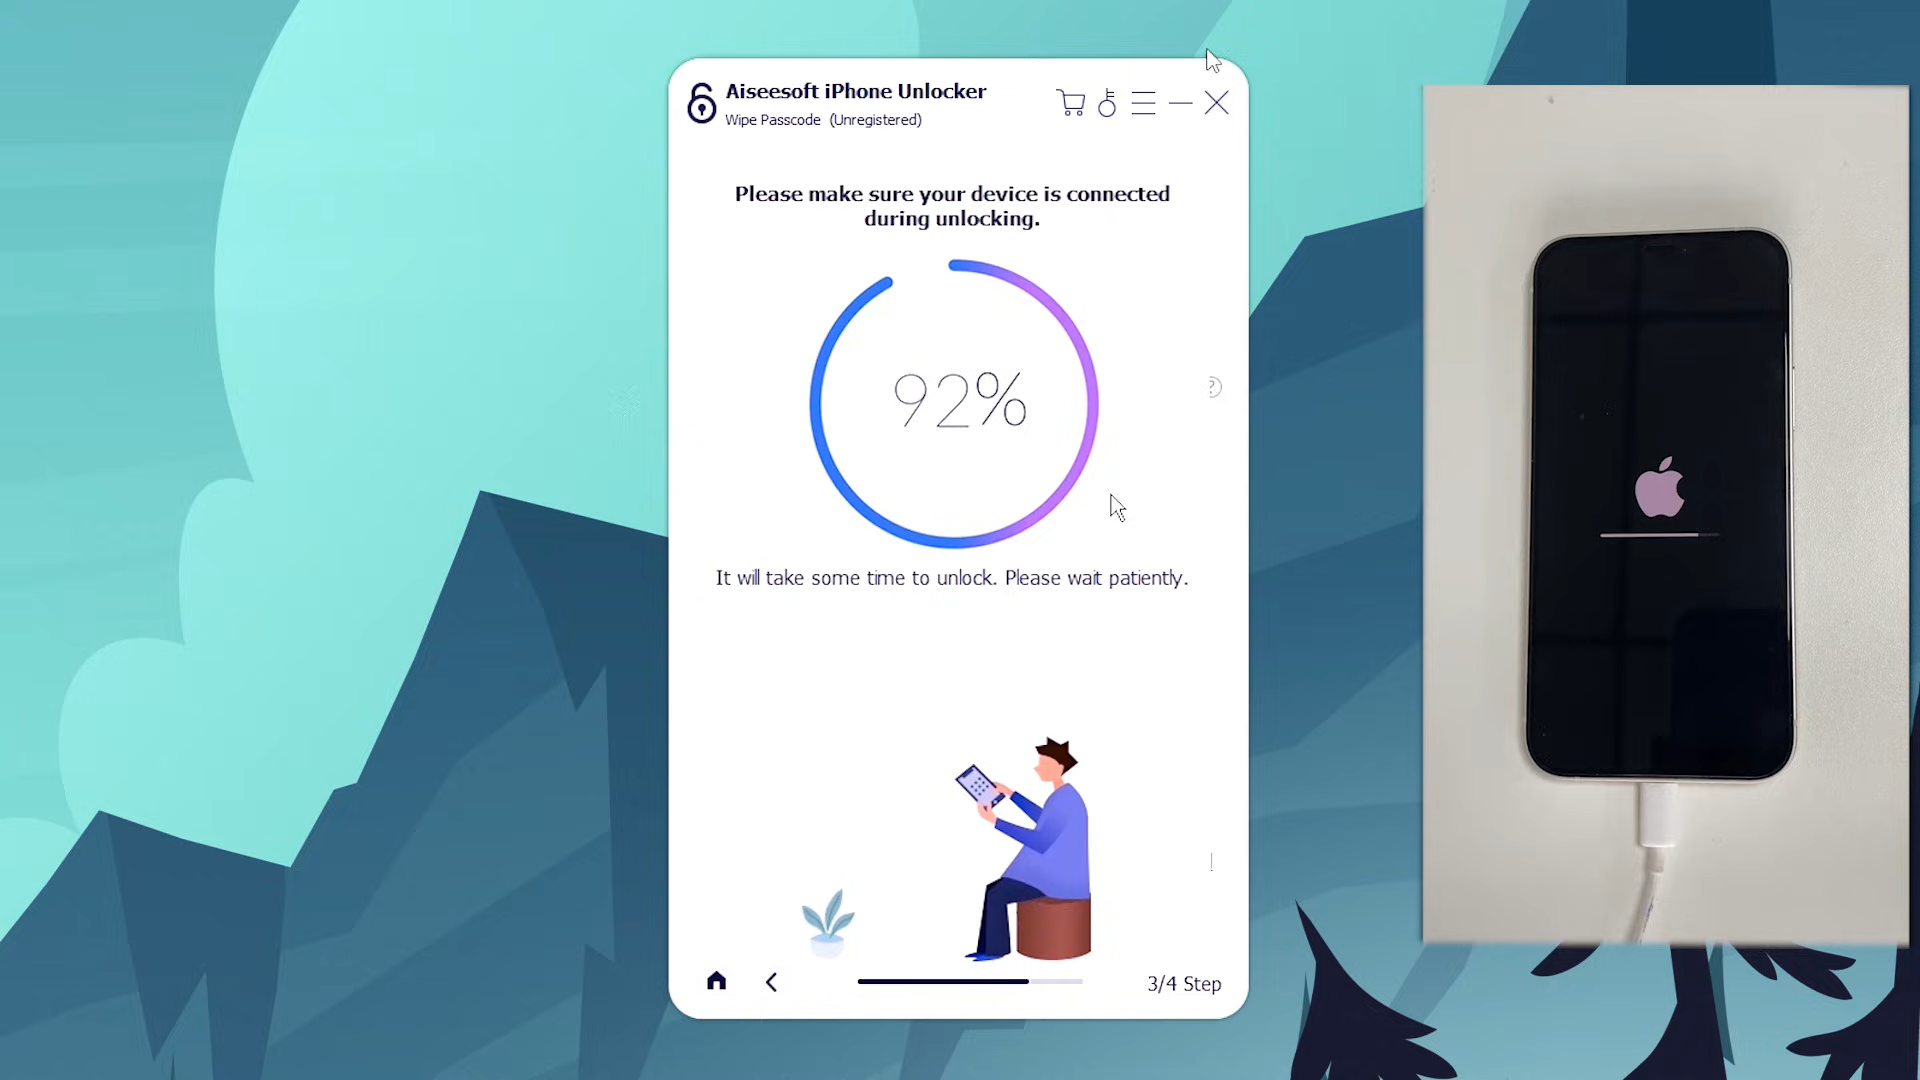 Aiseesoft iPhone Unlocker
Wipe Passcode (Unregistered)
Please make sure your device is connected
during unlocking.
92%
?
It will take some time to unlock. Please wait patiently.
!
3/4 Step